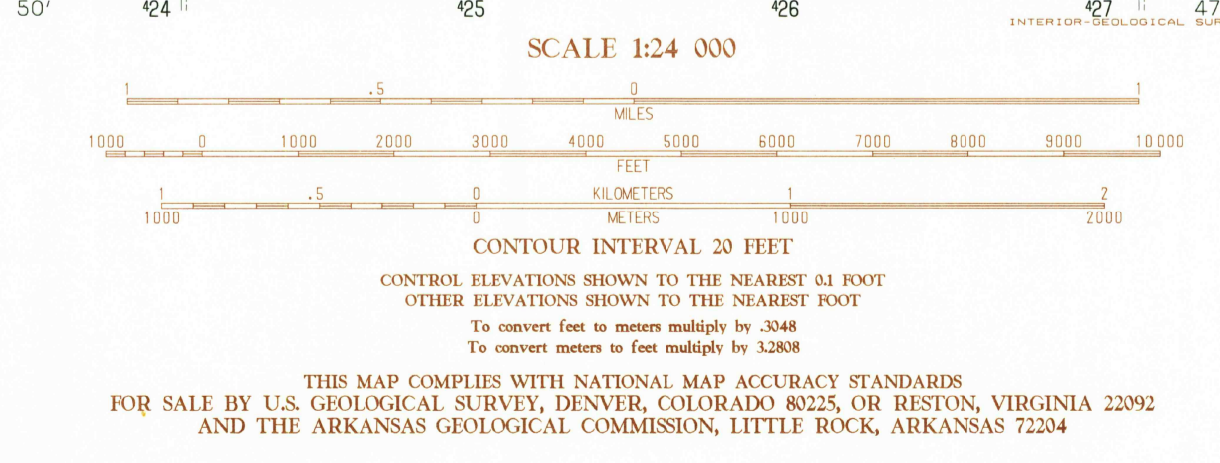 50' ⁴24 ⁴25 ⁴26 ⁴27 47
INTERIOR-GEOLOGICAL SUR
SCALE 1:24 000
1 .5 0 1
MILES
1000 0 1000 2000 3000 4000 5000 6000 7000 8000 9000 10 000
FEET
1 .5 0 KILOMETERS 1 2
1000 0 METERS 1000 2000
CONTOUR INTERVAL 20 FEET
CONTROL ELEVATIONS SHOWN TO THE NEAREST 0.1 FOOT
OTHER ELEVATIONS SHOWN TO THE NEAREST FOOT
To convert feet to meters multiply by .3048
To convert meters to feet multiply by 3.2808
THIS MAP COMPLIES WITH NATIONAL MAP ACCURACY STANDARDS
FOR SALE BY U.S. GEOLOGICAL SURVEY, DENVER, COLORADO 80225, OR RESTON, VIRGINIA 22092
AND THE ARKANSAS GEOLOGICAL COMMISSION, LITTLE ROCK, ARKANSAS 72204